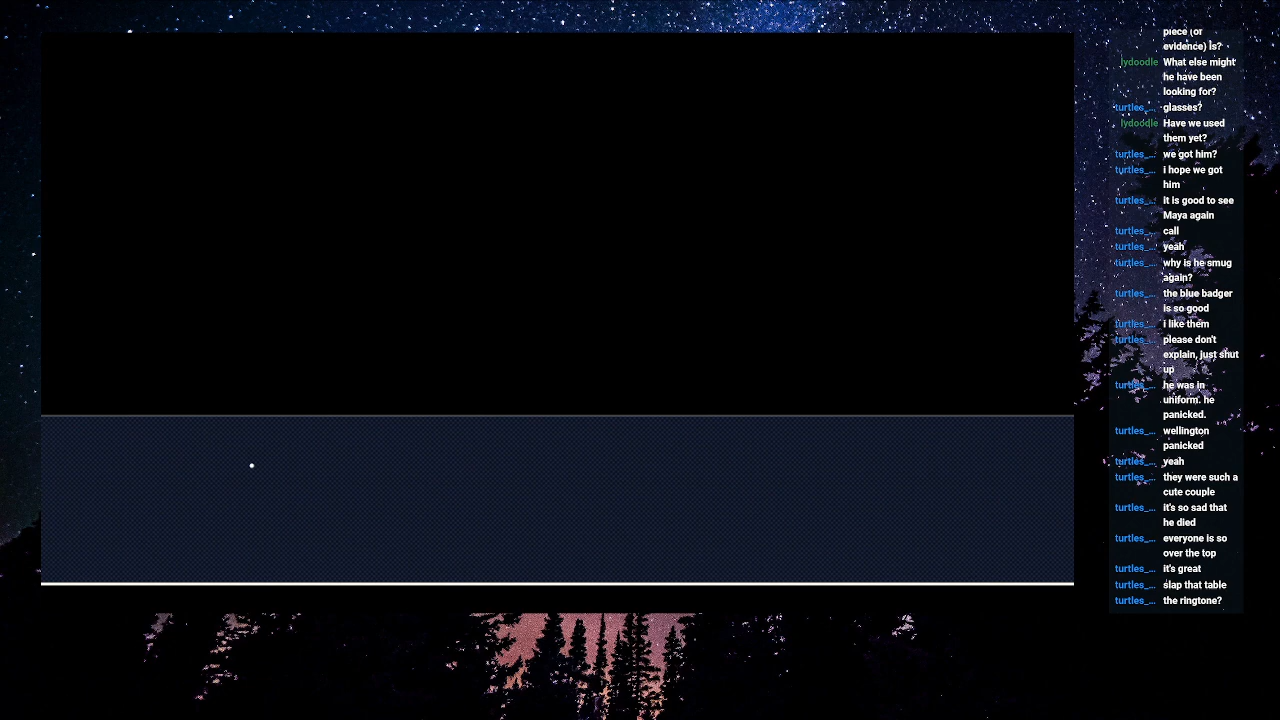 piece (of
evidence) is?
lydoodle What else might
he have been
looking for?
turtles_... glasses?
lydoodle Have we used
them yet?
turtles_... we got him?
turtles_... i hope we got
him
turtles_... it is good to see
Maya again
turtles_... call
turtles_... yeah
turtles_... why is he smug
again?
turtles_... the blue badger
is so good
turtles_... i like them
turtles_... please don't
explain, just shut
up
turtles_... he was in
uniform. he
panicked.
turtles_... wellington
panicked
turtles_... yeah
turtles_... they were such a
cute couple
turtles_... it's so sad that
he died
turtles_... everyone is so
over the top
turtles_... it's great
turtles_... slap that table
turtles_... the ringtone?